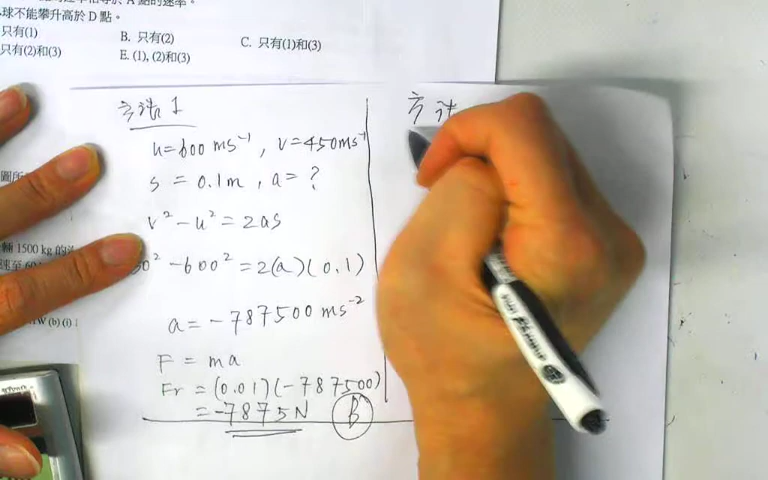 球不能攀升高於 D 點。
只有(1)
B. 只有(2)
C. 只有(1)和(3)
只有(2)和(3)
E. (1), (2)和(3)
方法 1
u = 600 ms⁻¹ , v = 450 ms⁻¹
s = 0.1m , a = ?
v² - u² = 2as
0² - 600² = 2(a)(0.1)
a = - 787500 ms⁻²
F = ma
Fr = (0.01)(-787500)
= -7875 N
B
方法
輛 1500 kg 的